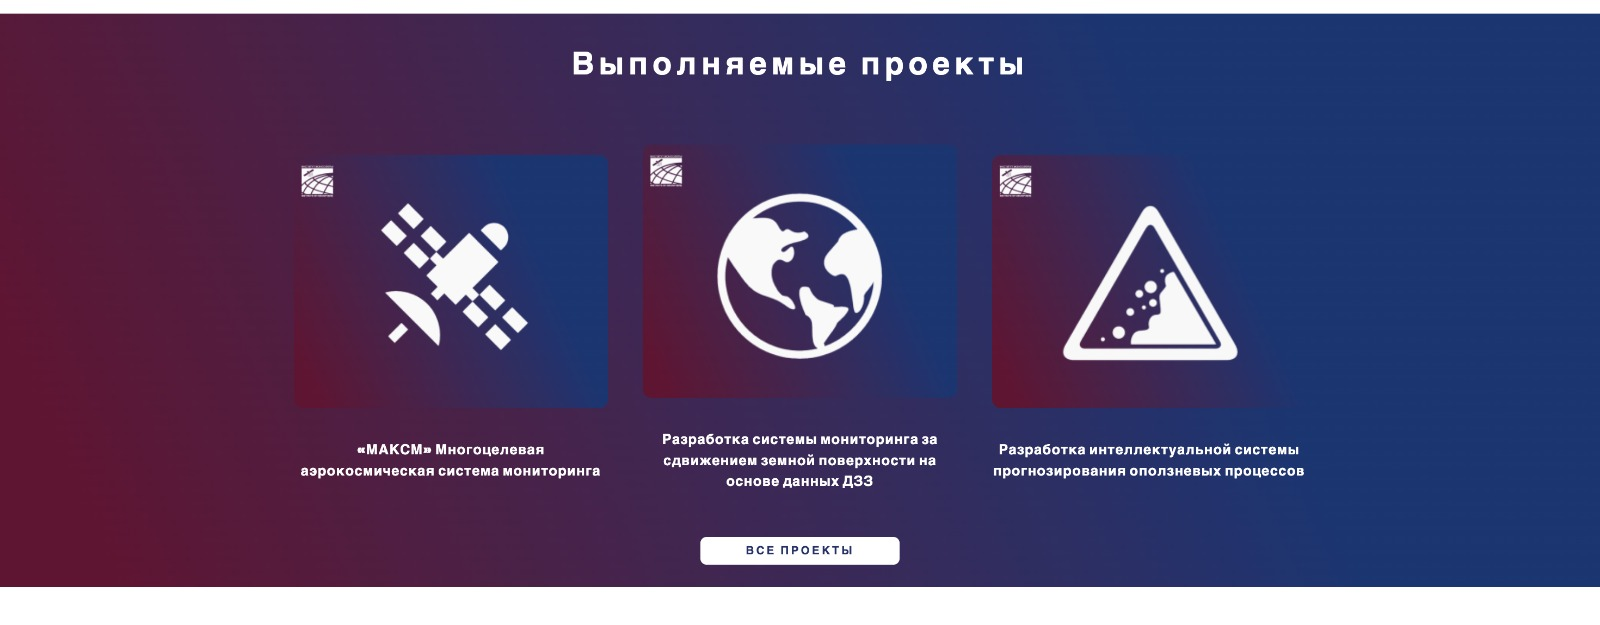 Выполняемые проекты
«МАКСМ» Многоцелевая
аэрокосмическая система мониторинга
Разработка системы мониторинга за
сдвижением земной поверхности на
основе данных ДЗЗ
Разработка интеллектуальной системы
прогнозирования оползневых процессов
ВСЕ ПРОЕКТЫ